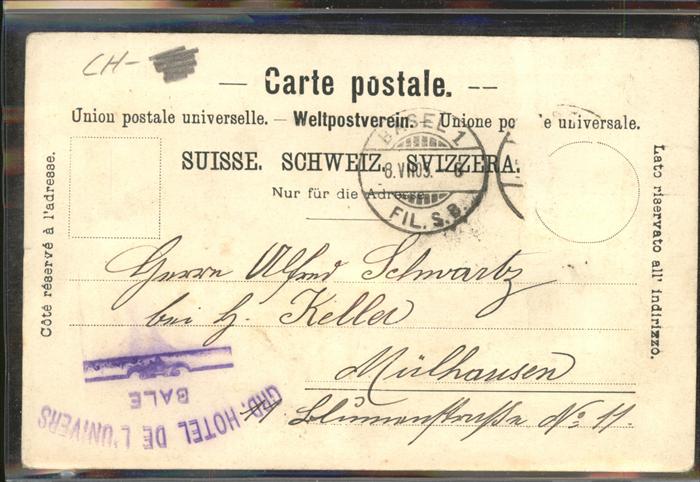 CH-
— Carte postale. —
Union postale universelle. — Weltpostverein. — Unione po e universale.
SUISSE. SCHWEIZ. SVIZZERA.
Nur für die Adresse.
Côté réservé à l'adresse.
Lato riservato all' indirizzo.
BASEL 1
FIL. S. B.
Herrn Alfred Schwartz
bei H. Keller
Mülhausen
11 Blumenstraße No. 11.
GRD. HOTEL DE L'UNIVERS
BALE